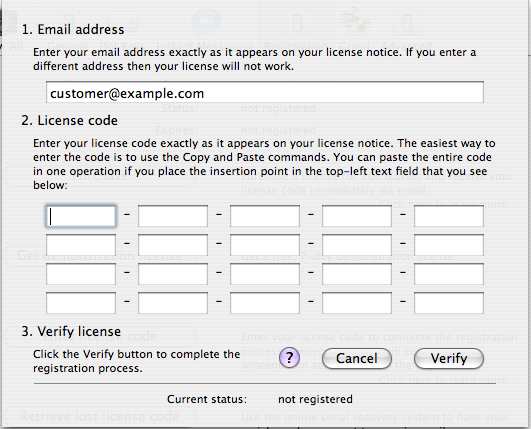 1. Email address
Enter your email address exactly as it appears on your license notice. If you enter a
different address then your license will not work.
customer@example.com
2. License code
Enter your license code exactly as it appears on your license notice. The easiest way to
enter the code is to use the Copy and Paste commands. You can paste the entire code
in one operation if you place the insertion point in the top-left text field that you see
below:
- - - -
- - - -
- - - -
- - - -
3. Verify license
Click the Verify button to complete the
registration process.
? Cancel Verify
Current status: not registered